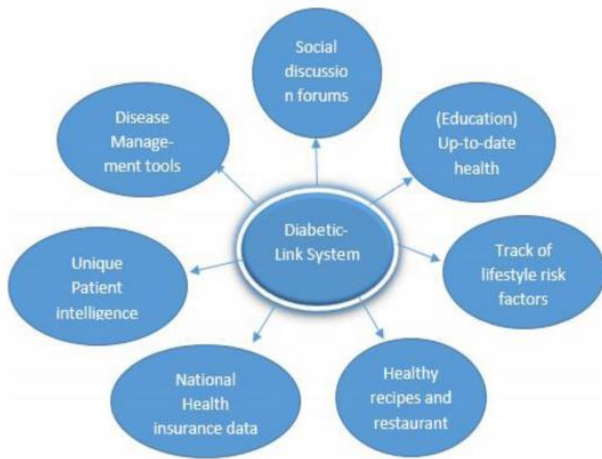 Social
discussio
n forums
Disease
Manage-
ment tools
(Education)
Up-to-date
health
Diabetic-
Link System
Unique
Patient
intelligence
Track of
lifestyle risk
factors
National
Health
insurance data
Healthy
recipes and
restaurant